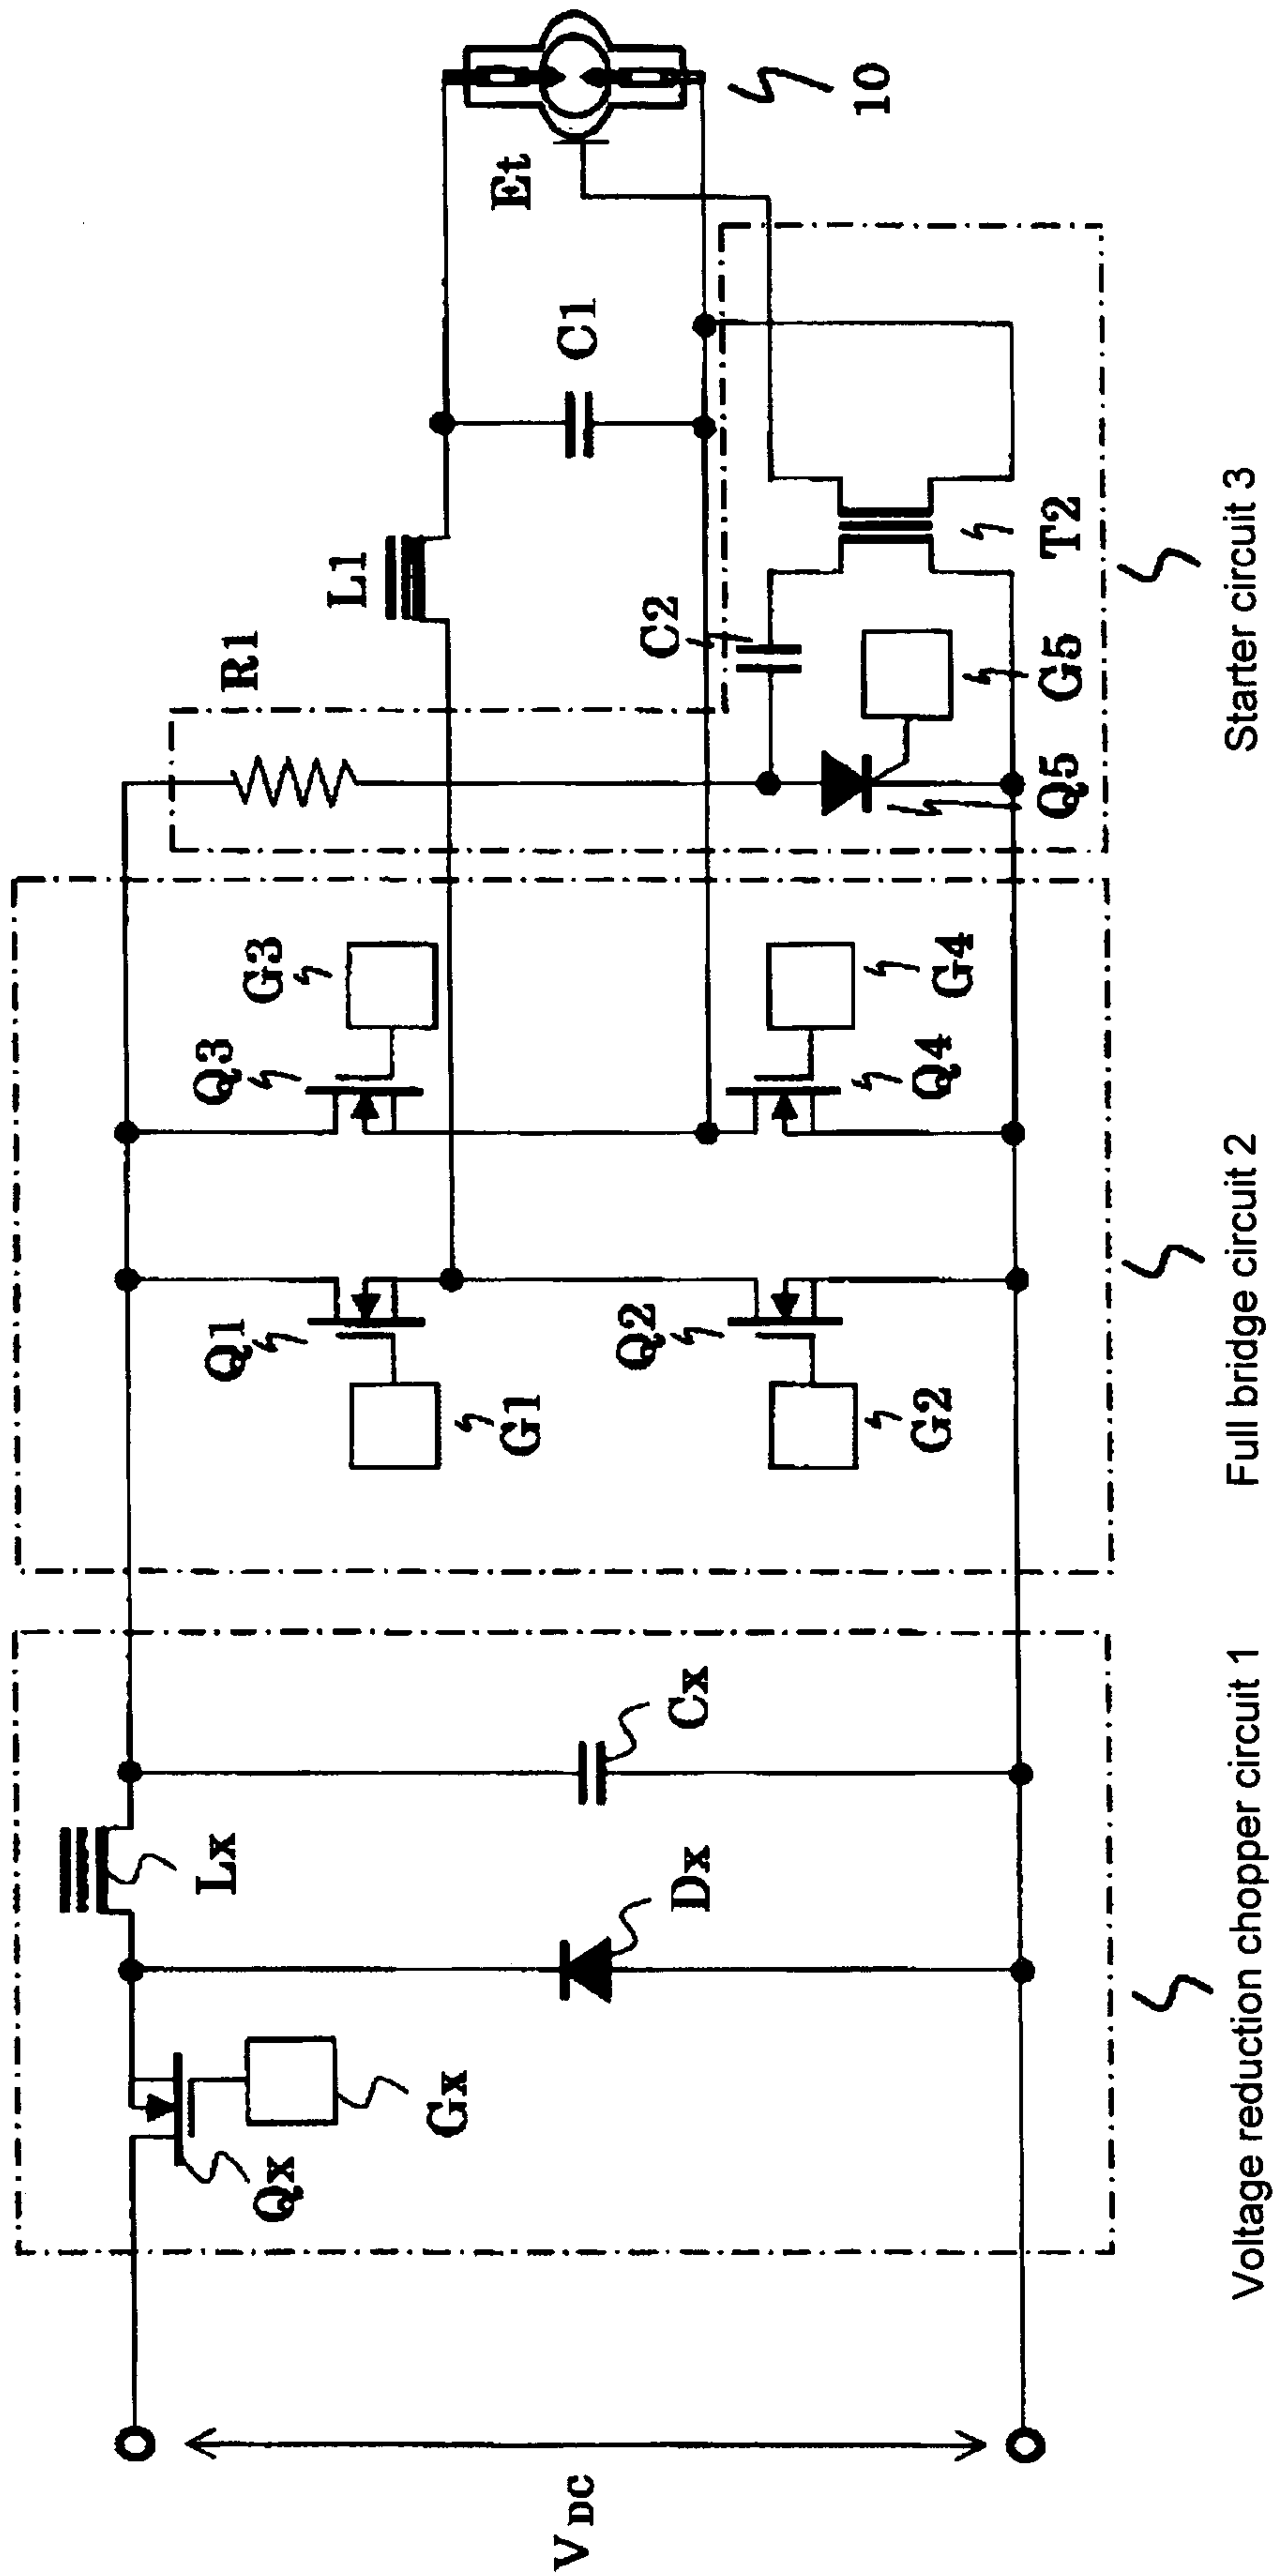 V DC
Qx
Gx
Lx
Dx
Cx
Voltage reduction chopper circuit 1
Q1
G1
Q2
G2
Q3
G3
Q4
G4
Full bridge circuit 2
R1
L1
C2
Q5
G5
T2
C1
Et
10
Starter circuit 3